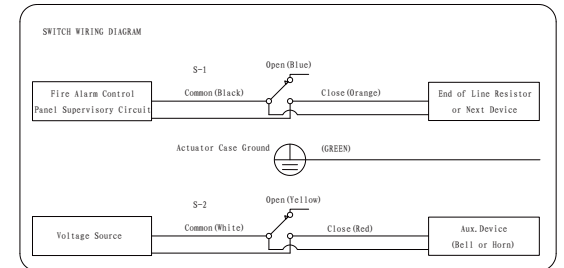 SWITCH WIRING DIAGRAM
S-1
Open(Blue)
Common(Black)
Close(Orange)
Fire Alarm Control
Panel Supervisory Circuit
End of Line Resistor
or Next Device
Actuator Case Ground
(GREEN)
S-2
Open(Yellow)
Common(White)
Close(Red)
Voltage Source
Aux.Device
(Bell or Horn)